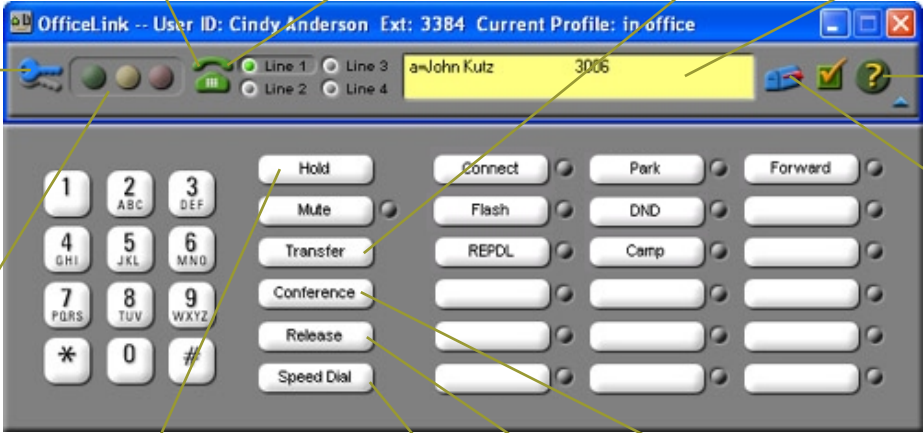 OfficeLink -- User ID: Cindy Anderson Ext: 3384 Current Profile: in office
Line 1 Line 3 a=John Kutz 3006
Line 2 Line 4
?
Hold Connect Park Forward
1 2 ABC 3 DEF
Mute Flash DND
4 GHI 5 JKL 6 MNO
Transfer REPDL Camp
7 PQRS 8 TUV 9 WXYZ
Conference
Release
* 0 #
Speed Dial